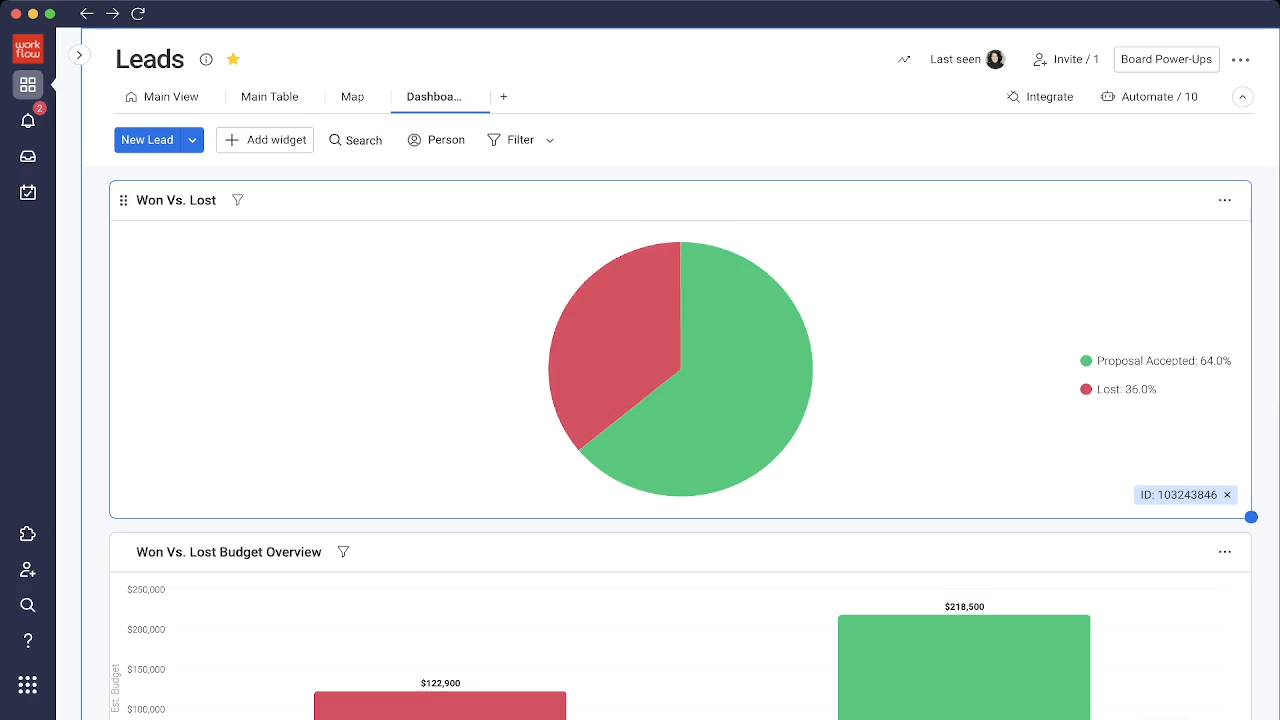 work
flow
Leads
Last seen
Invite / 1
Board Power-Ups
Main View
Main Table
Map
Dashboa...
+
Integrate
Automate / 10
2
New Lead
Add widget
Search
Person
Filter
Won Vs. Lost
Proposal Accepted: 64.0%
Lost: 36.0%
ID: 103243846 ×
Won Vs. Lost Budget Overview
$250,000
$218,500
$200,000
$150,000
$122,900
$100,000
Est. Budget
?